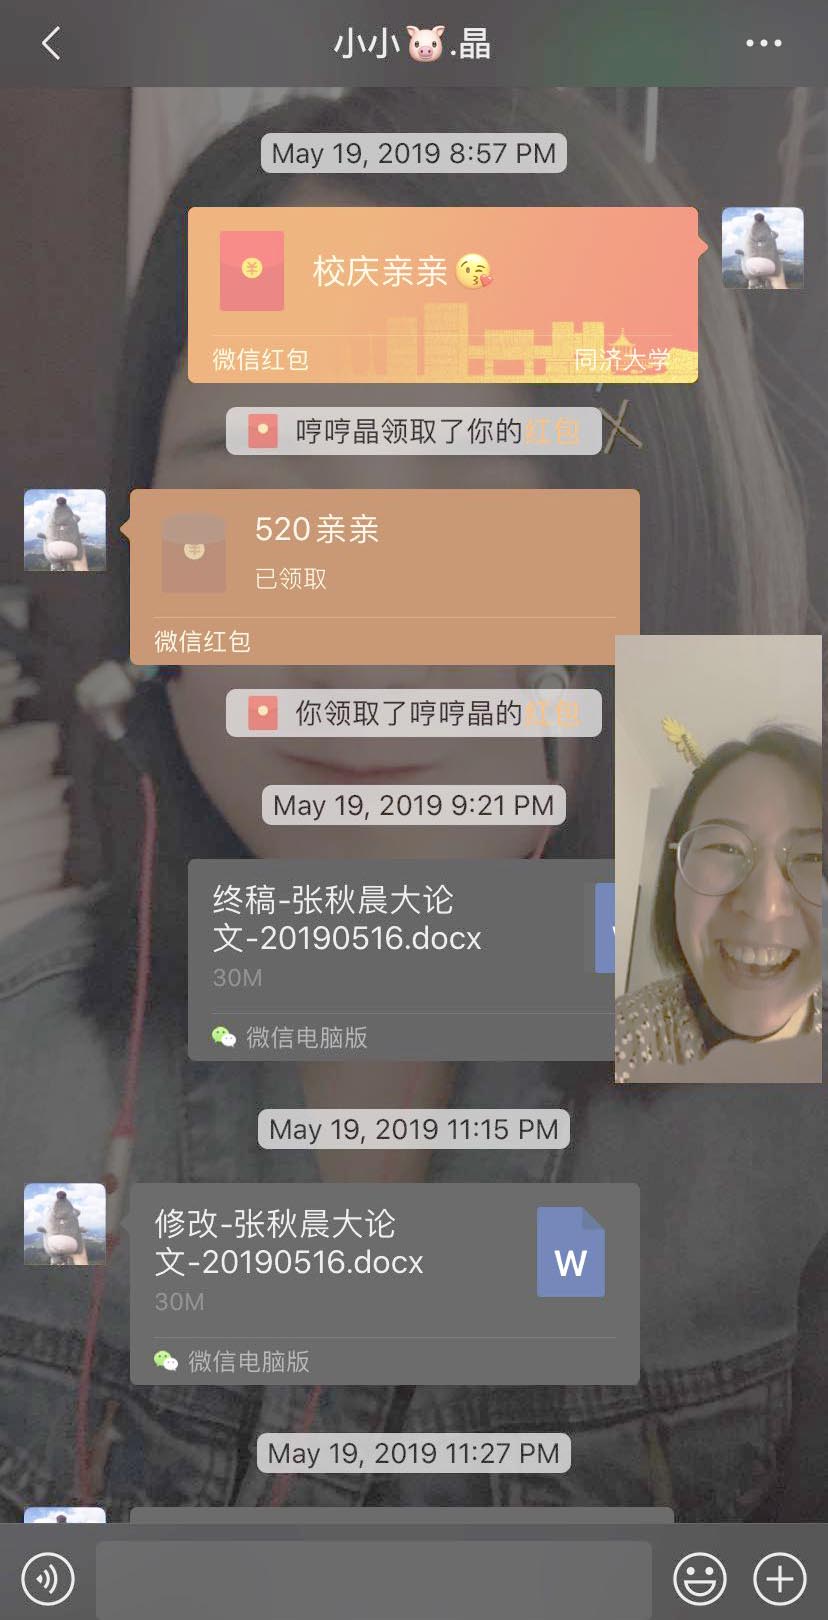 小小🐷.晶
May 19, 2019 8:57 PM
校庆亲亲😘
微信红包 同济大学
哼哼晶领取了你的红包
520亲亲
已领取
微信红包
你领取了哼哼晶的红包
May 19, 2019 9:21 PM
终稿-张秋晨大论
文-20190516.docx
30M
微信电脑版
May 19, 2019 11:15 PM
修改-张秋晨大论
文-20190516.docx
W
30M
微信电脑版
May 19, 2019 11:27 PM